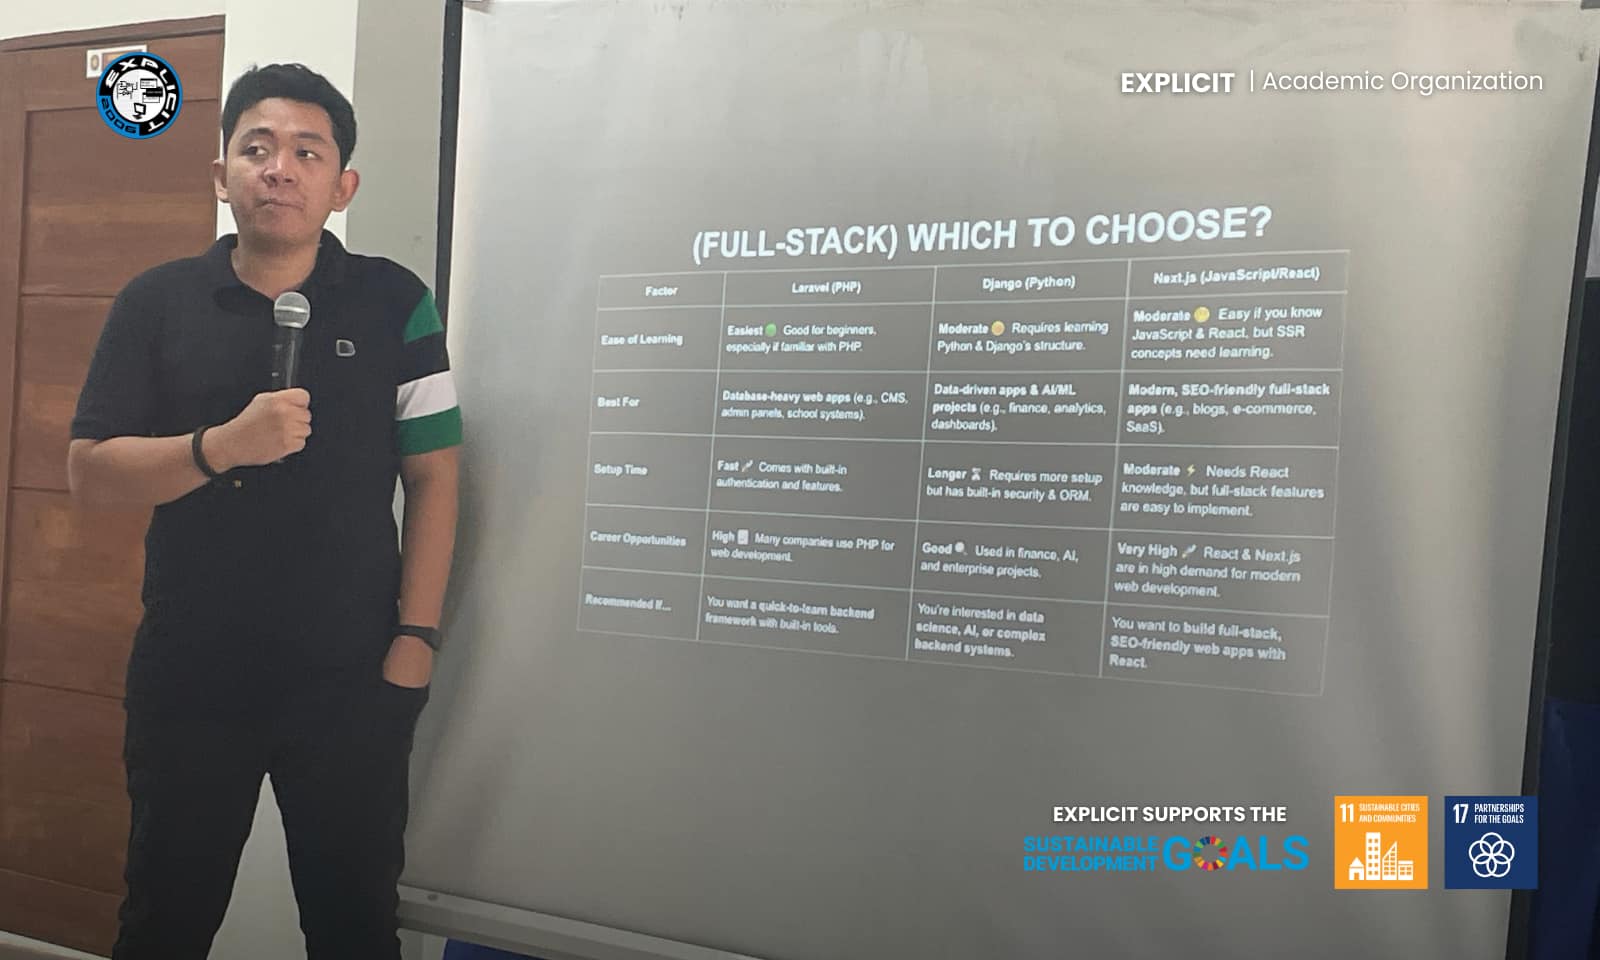 EXPLICIT
2006
EXPLICIT | Academic Organization
(FULL-STACK) WHICH TO CHOOSE?
Factor
Laravel (PHP)
Django (Python)
Next.js (JavaScript/React)
Ease of Learning
Easiest 🟢 Good for beginners,
especially if familiar with PHP.
Moderate 🟡 Requires learning
Python & Django's structure.
Moderate 🟡 Easy if you know
JavaScript & React, but SSR
concepts need learning.
Best For
Database-heavy web apps (e.g., CMS,
admin panels, school systems).
Data-driven apps & AI/ML
projects (e.g., finance, analytics,
dashboards).
Modern, SEO-friendly full-stack
apps (e.g., blogs, e-commerce,
SaaS).
Setup Time
Fast 🚀 Comes with built-in
authentication and features.
Longer ⏳ Requires more setup
but has built-in security & ORM.
Moderate ⚡ Needs React
knowledge, but full-stack features
are easy to implement.
Career Opportunities
High Many companies use PHP for
web development.
Good Used in finance, AI,
and enterprise projects.
Very High 🚀 React & Next.js
are in high demand for modern
web development.
Recommended If...
You want a quick-to-learn backend
framework with built-in tools.
You're interested in data
science, AI, or complex
backend systems.
You want to build full-stack,
SEO-friendly web apps with
React.
EXPLICIT SUPPORTS THE
SUSTAINABLE
DEVELOPMENT GOALS
11 SUSTAINABLE CITIES
AND COMMUNITIES
17 PARTNERSHIPS
FOR THE GOALS